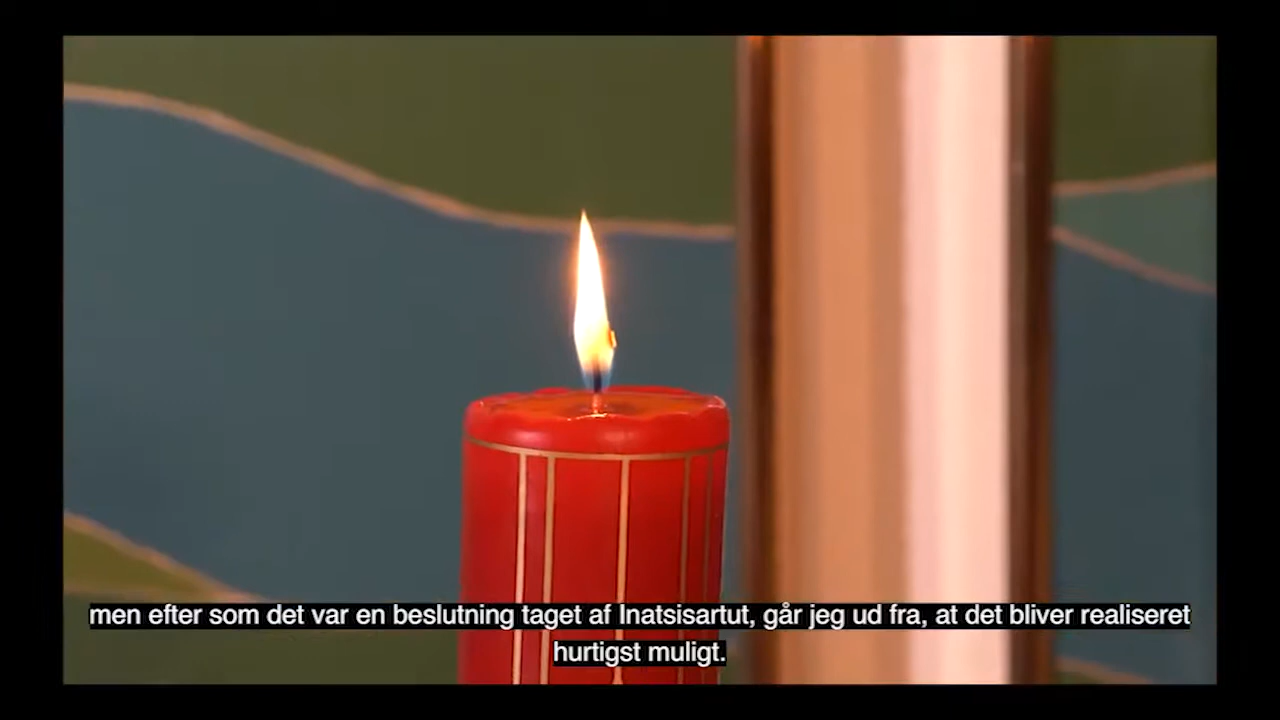 men efter som det var en beslutning taget af Inatsisartut, går jeg ud fra, at det bliver realiseret
hurtigst muligt.